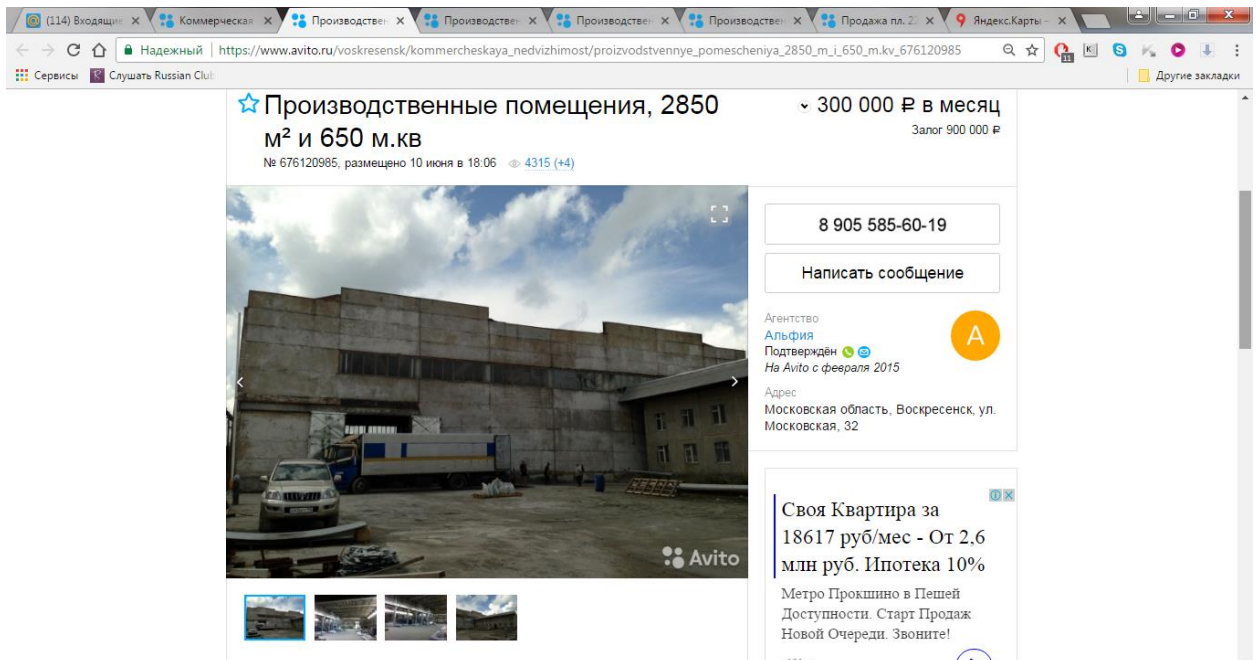 (114) Входящие
Коммерческая
Производствен
Производствен
Производствен
Производствен
Продажа пл. 2
Яндекс.Карты -
Надежный
https://www.avito.ru/voskresensk/kommercheskaya_nedvizhimost/proizvodstvennye_pomescheniya_2850_m_i_650_m.kv_676120985
11
Сервисы
Слушать Russian Club
Другие закладки
Производственные помещения, 2850
м² и 650 м.кв
№ 676120985, размещено 10 июня в 18:06 4315 (+4)
300 000 ₽ в месяц
Залог 900 000 ₽
8 905 585-60-19
Написать сообщение
Агентство
Альфия
Подтверждён
На Avito с февраля 2015
А
Адрес
Московская область, Воскресенск, ул.
Московская, 32
Avito
Своя Квартира за
18617 руб/мес - От 2,6
млн руб. Ипотека 10%
Метро Прокшино в Пешей
Доступности. Старт Продаж
Новой Очереди. Звоните!